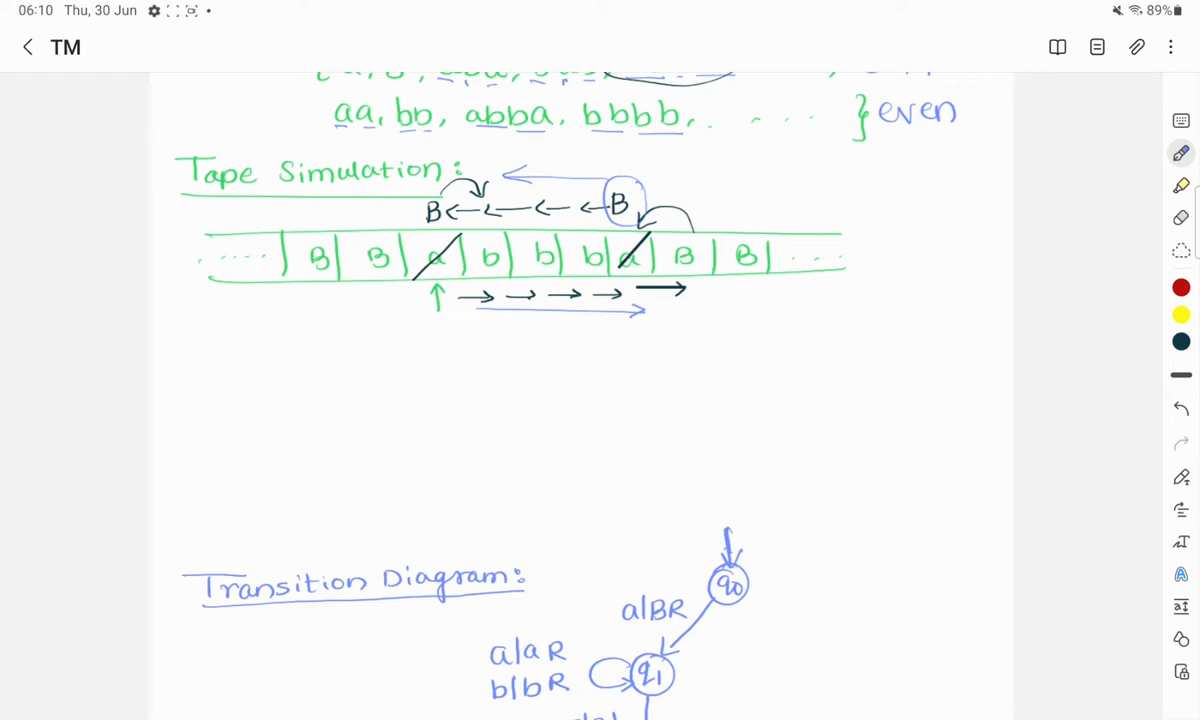 06:10 Thu, 30 Jun
89%
TM
aa, bb, abba, bbbb, . . . . . } even
Tape Simulation:
B ← ← ← ← B
..... | B | B | a | b | b | b | a | B | B | ....
Transition Diagram:
q0
a|BR
a|aR
b|bR
q1